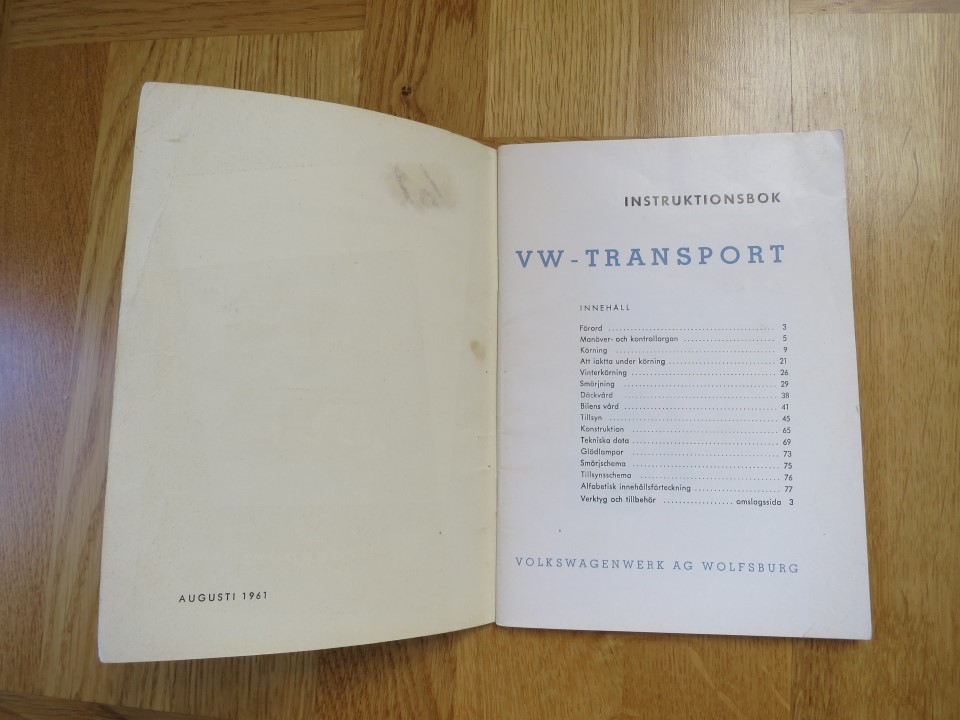 AUGUSTI 1961
INSTRUKTIONSBOK
VW-TRANSPORT
INNEHÅLL
Förord ........................................ 3
Manöver- och kontrollorgan ...................... 5
Körning ........................................ 9
Att iaktta under körning ........................... 21
Vinterkörning .................................... 26
Smörjning ...................................... 29
Däckvård ...................................... 38
Bilens vård ..................................... 41
Tillsyn ......................................... 45
Konstruktion .................................... 65
Tekniska data ................................... 69
Glödlampor ..................................... 73
Smörjschema ................................... 75
Tillsynsschema .................................. 76
Alfabetisk innehållsförteckning ..................... 77
Verktyg och tillbehör .................. omslagssida 3
VOLKSWAGENWERK AG WOLFSBURG